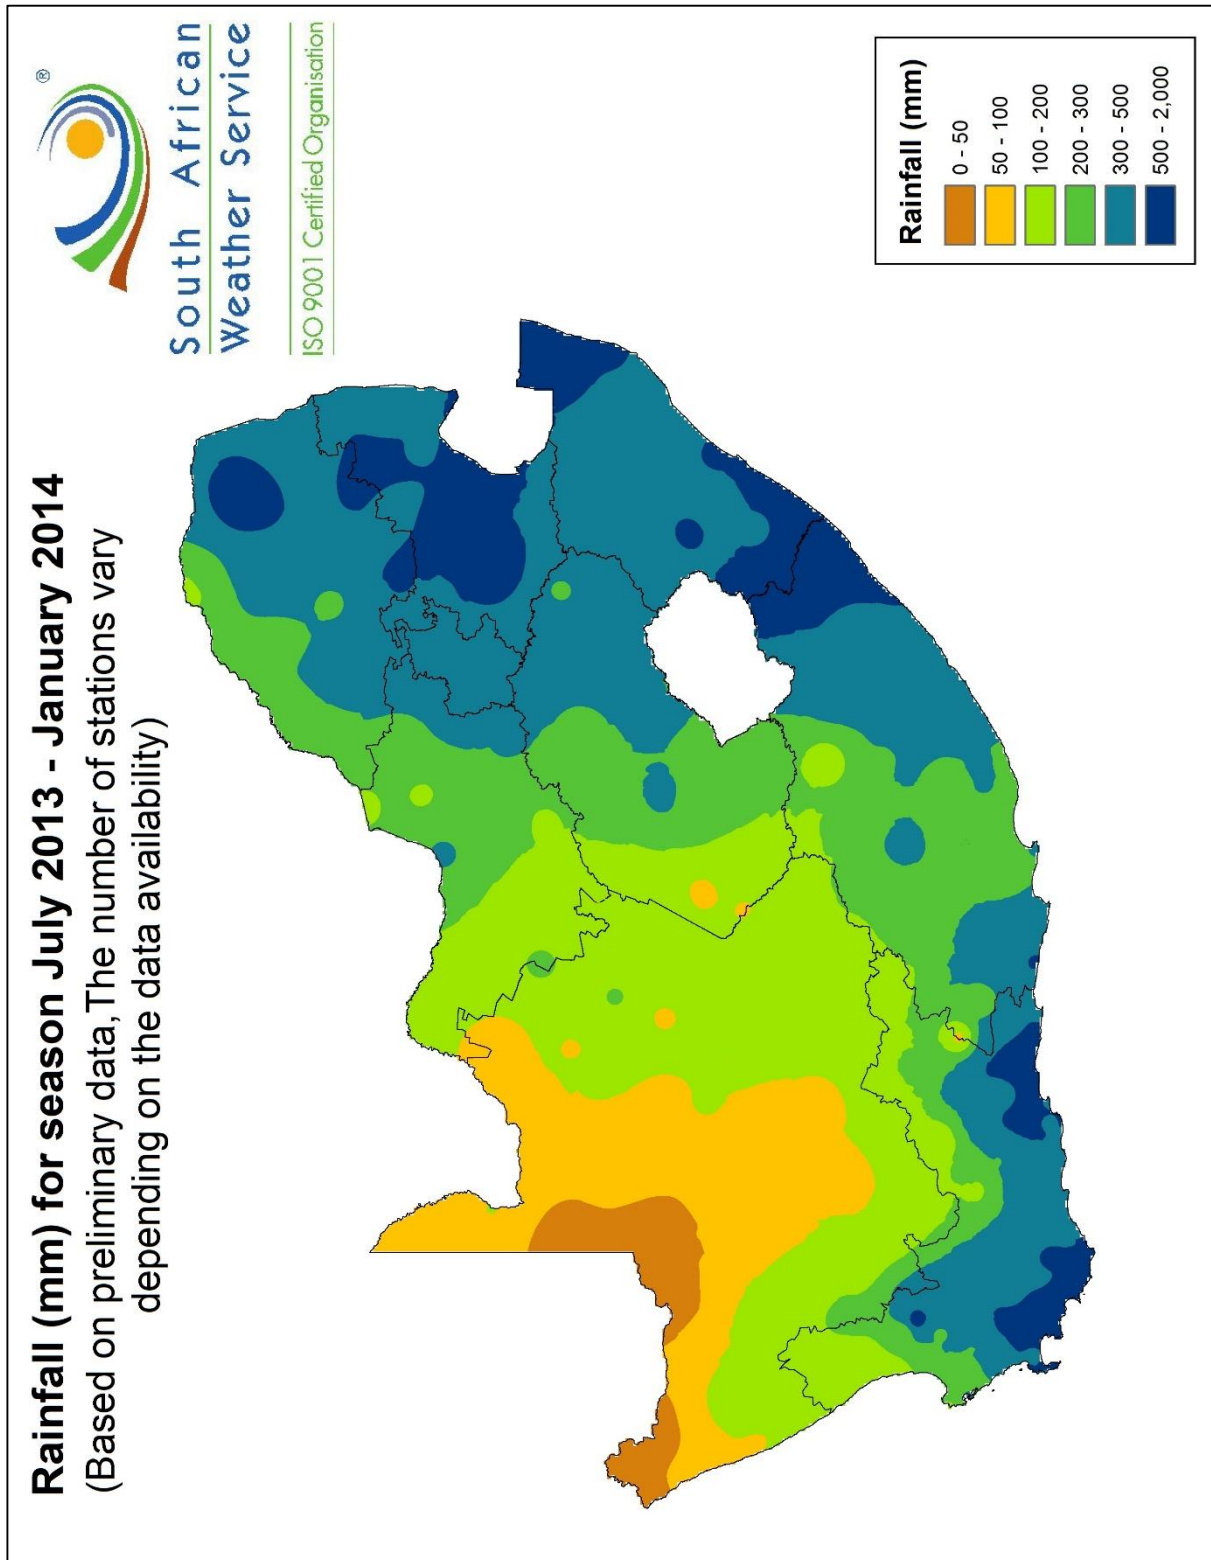 Rainfall (mm) for season July 2013 - January 2014
(Based on preliminary data,The number of stations vary
depending on the data availability)
®
South African
Weather Service
ISO 9001 Certified Organisation
Rainfall (mm)
0 - 50
50 - 100
100 - 200
200 - 300
300 - 500
500 - 2,000